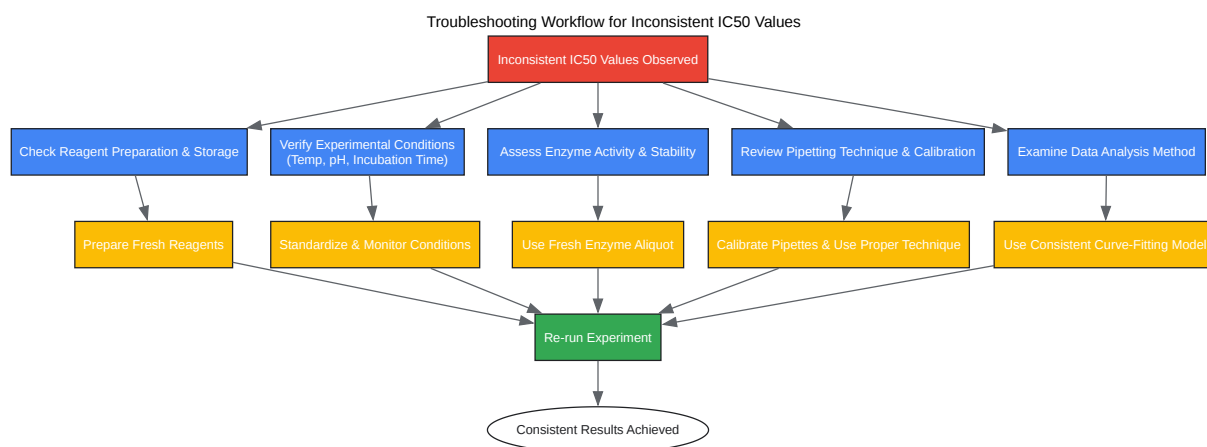 Troubleshooting Workflow for Inconsistent IC50 Values
Inconsistent IC50 Values Observed
Check Reagent Preparation & Storage
Verify Experimental Conditions
(Temp, pH, Incubation Time)
Assess Enzyme Activity & Stability
Review Pipetting Technique & Calibration
Examine Data Analysis Method
Prepare Fresh Reagents
Standardize & Monitor Conditions
Use Fresh Enzyme Aliquot
Calibrate Pipettes & Use Proper Technique
Use Consistent Curve-Fitting Model
Re-run Experiment
Consistent Results Achieved